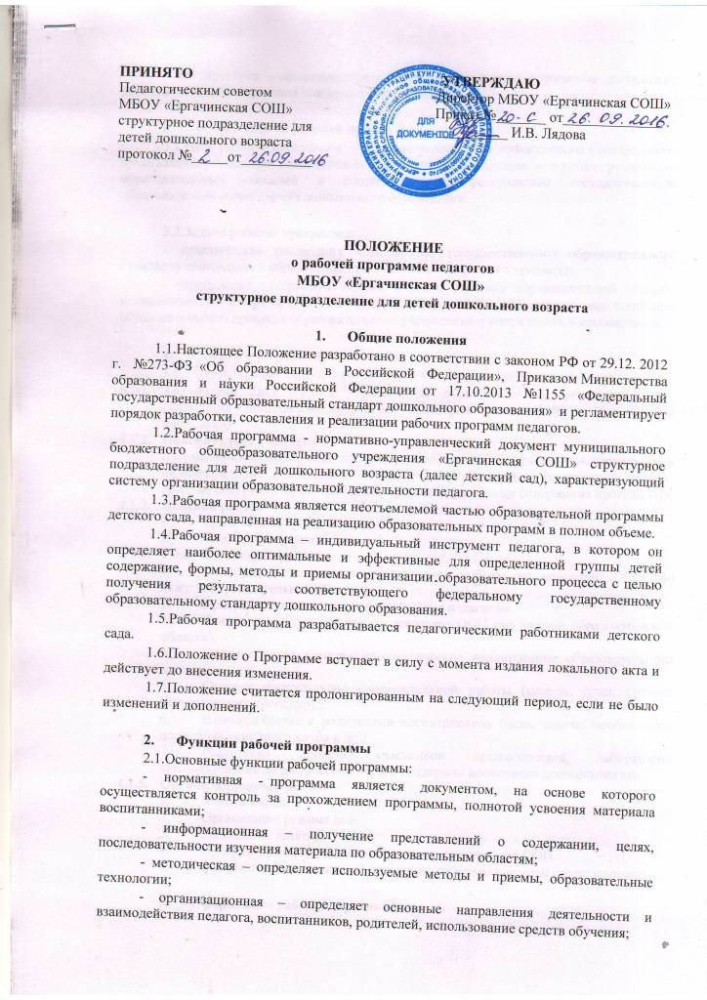 ПРИНЯТО
Педагогическим советом
МБОУ «Ергачинская СОШ»
структурное подразделение для
детей дошкольного возраста
протокол № 2 от 26.09.2016
УТВЕРЖДАЮ
Директор МБОУ «Ергачинская СОШ»
Приказ № 20-с от 26.09.2016.
И.В. Лядова
ДЛЯ
ДОКУМЕНТОВ
ПОЛОЖЕНИЕ
о рабочей программе педагогов
МБОУ «Ергачинская СОШ»
структурное подразделение для детей дошкольного возраста
1. Общие положения
1.1.Настоящее Положение разработано в соответствии с законом РФ от 29.12. 2012
г. №273-ФЗ «Об образовании в Российской Федерации», Приказом Министерства
образования и науки Российской Федерации от 17.10.2013 №1155 «Федеральный
государственный образовательный стандарт дошкольного образования» и регламентирует
порядок разработки, составления и реализации рабочих программ педагогов.
1.2.Рабочая программа - нормативно-управленческий документ муниципального
бюджетного общеобразовательного учреждения «Ергачинская СОШ» структурное
подразделение для детей дошкольного возраста (далее детский сад), характеризующий
систему организации образовательной деятельности педагога.
1.3.Рабочая программа является неотъемлемой частью образовательной программы
детского сада, направленная на реализацию образовательных программ в полном объеме.
1.4.Рабочая программа – индивидуальный инструмент педагога, в котором он
определяет наиболее оптимальные и эффективные для определенной группы детей
содержание, формы, методы и приемы организации образовательного процесса с целью
получения результата, соответствующего федеральному государственному
образовательному стандарту дошкольного образования.
1.5.Рабочая программа разрабатывается педагогическими работниками детского
сада.
1.6.Положение о Программе вступает в силу с момента издания локального акта и
действует до внесения изменения.
1.7.Положение считается пролонгированным на следующий период, если не было
изменений и дополнений.
2. Функции рабочей программы
2.1.Основные функции рабочей программы:
- нормативная - программа является документом, на основе которого
осуществляется контроль за прохождением программы, полнотой усвоения материала
воспитанниками;
- информационная – получение представлений о содержании, целях,
последовательности изучения материала по образовательным областям;
- методическая – определяет используемые методы и приемы, образовательные
технологии;
- организационная – определяет основные направления деятельности и
взаимодействия педагога, воспитанников, родителей, использование средств обучения;